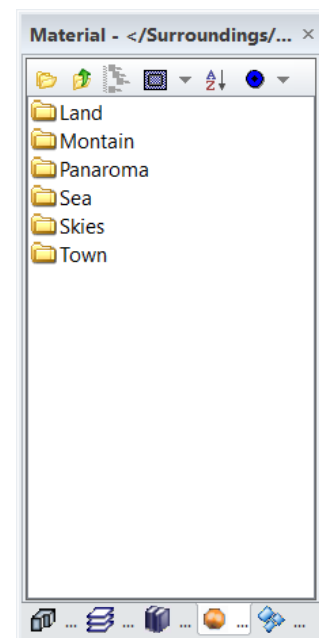 Material - </Surroundings/... ×
A
Z
Land
Montain
Panaroma
Sea
Skies
Town
... ... ... ... ...